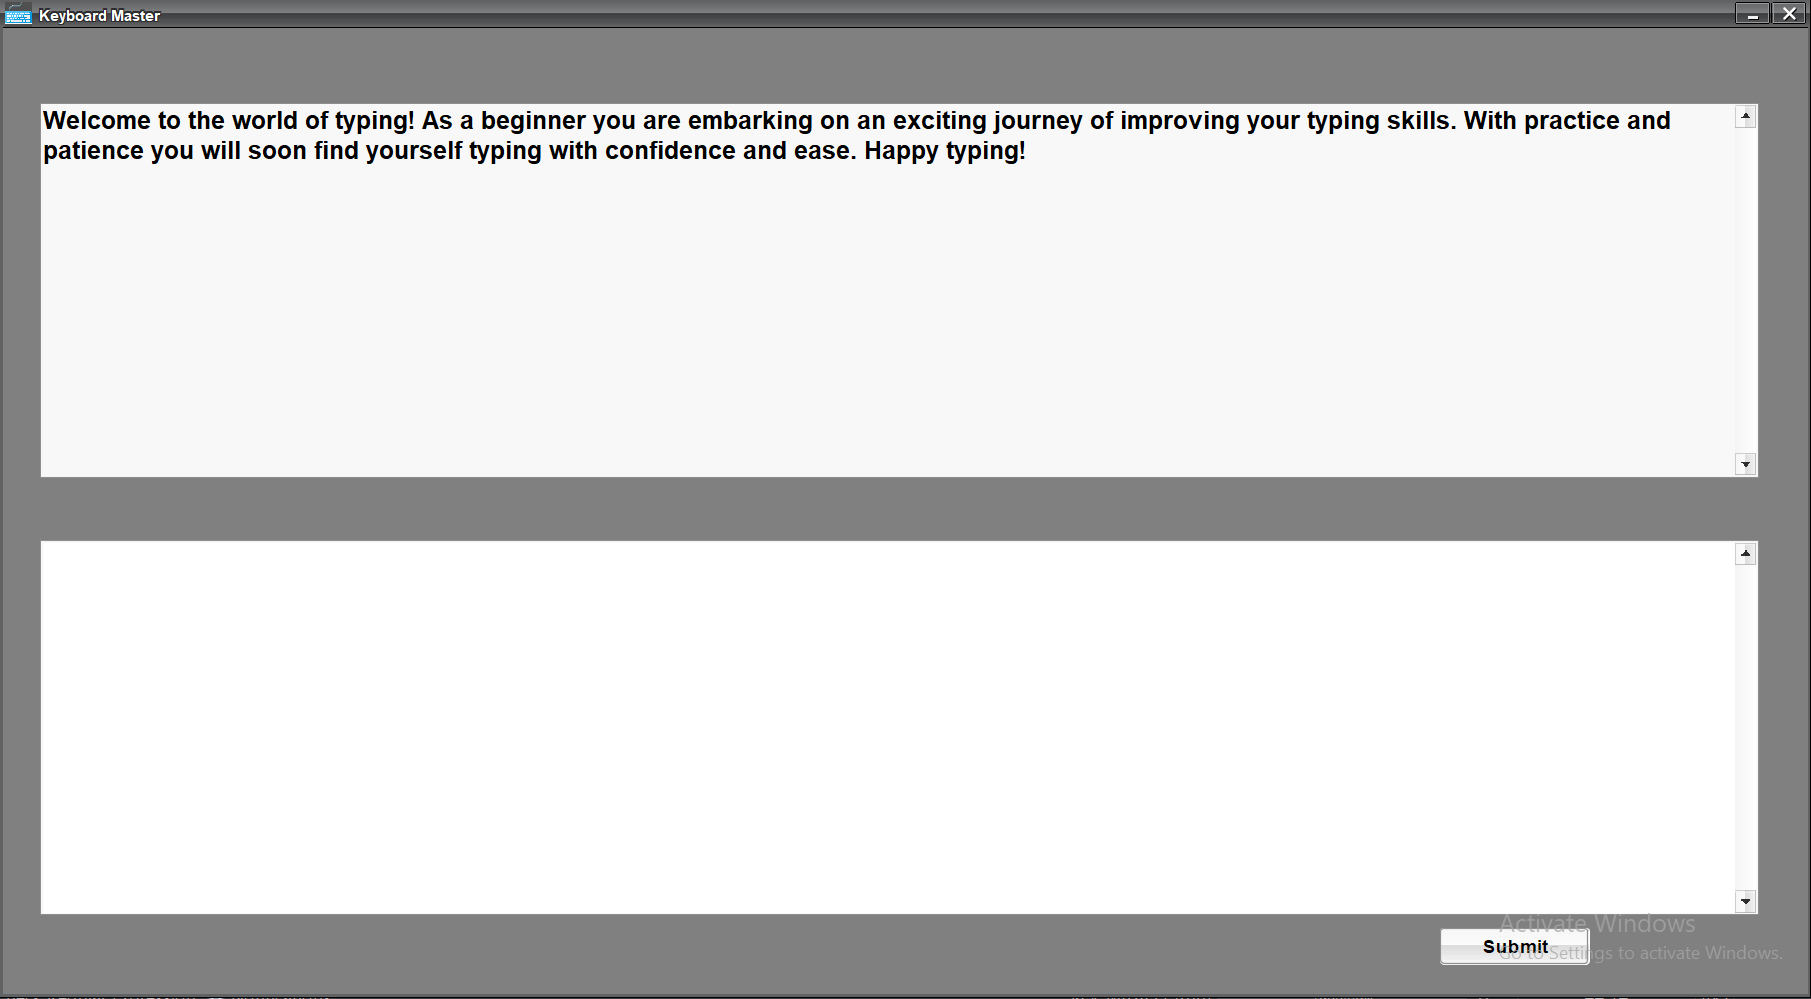 Keyboard Master
Welcome to the world of typing! As a beginner you are embarking on an exciting journey of improving your typing skills. With practice and
patience you will soon find yourself typing with confidence and ease. Happy typing!
Activate Windows
Submit
Go to Settings to activate Windows.